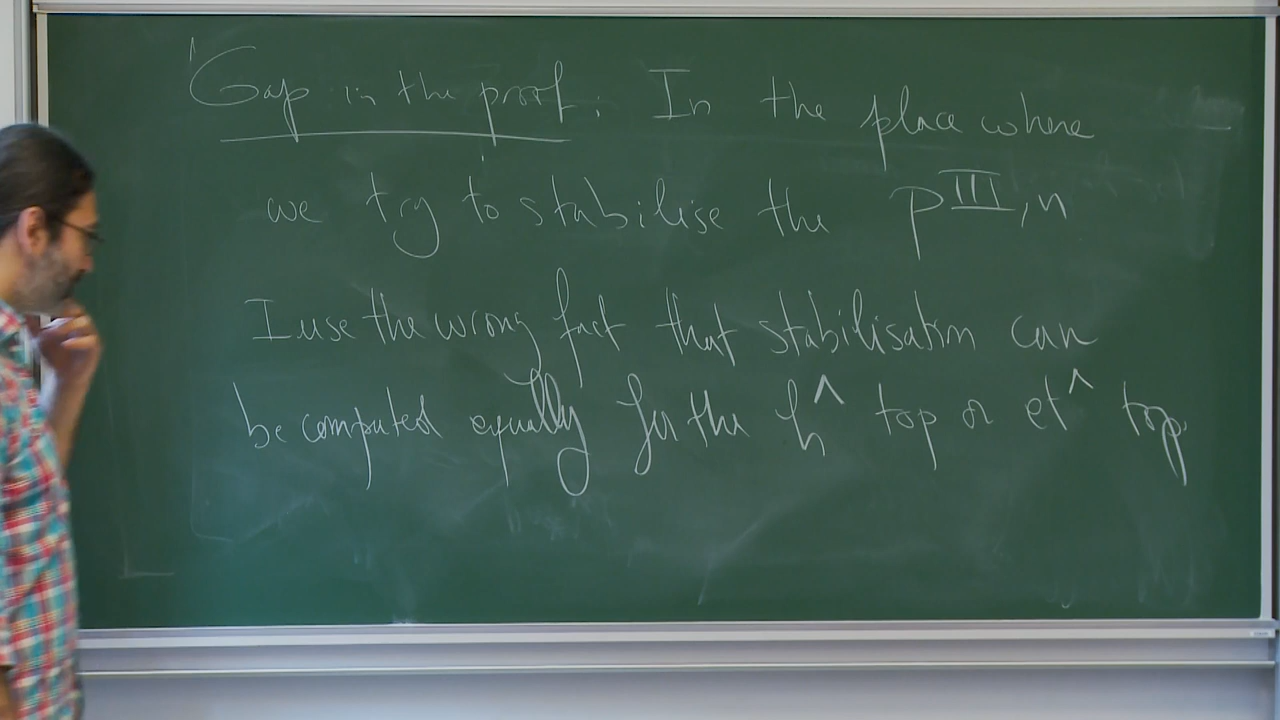 Gap in the proof: In the place where
we try to stabilise the P^III,n
I use the wrong fact that stabilisation can
be computed equally for the h^ top or et^ top.